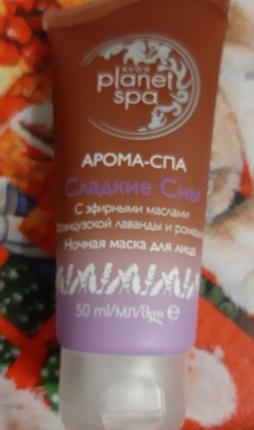 AVON
planet
spa
АРОМА-СПА
Сладкие Сны
С эфирными маслами
Французской лаванды и ромашки
Ночная маска для лица
50 ml/мл/მლ e